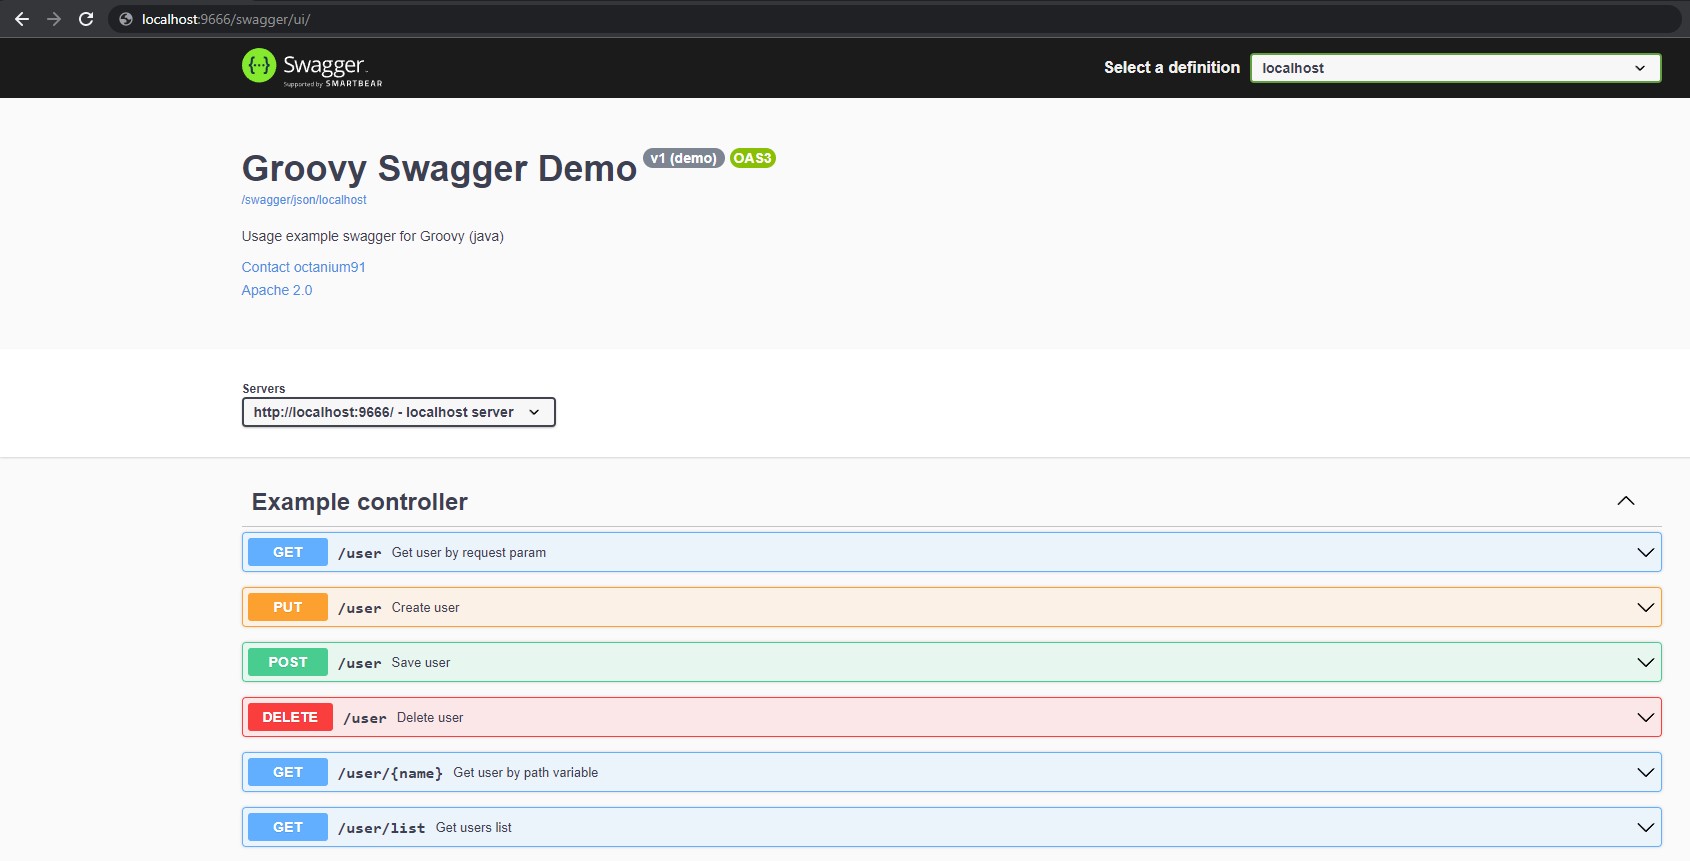 localhost:9666/swagger/ui/
Swagger
Supported by SMARTBEAR
Select a definition
localhost
Groovy Swagger Demo v1 (demo) OAS3
/swagger/json/localhost
Usage example swagger for Groovy (java)
Contact octanium91
Apache 2.0
Servers
http://localhost:9666/ - localhost server
Example controller
GET /user Get user by request param
PUT /user Create user
POST /user Save user
DELETE /user Delete user
GET /user/{name} Get user by path variable
GET /user/list Get users list